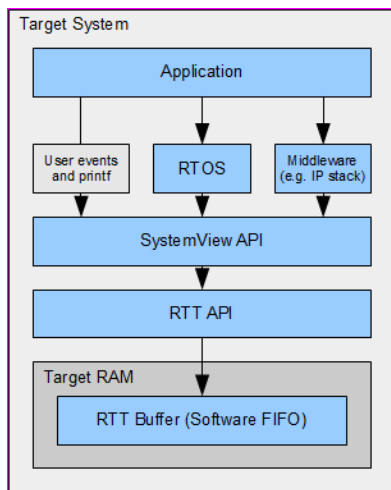 Target System
Application
User events
and printf
RTOS
Middleware
(e.g. IP stack)
SystemView API
RTT API
Target RAM
RTT Buffer (Software FIFO)